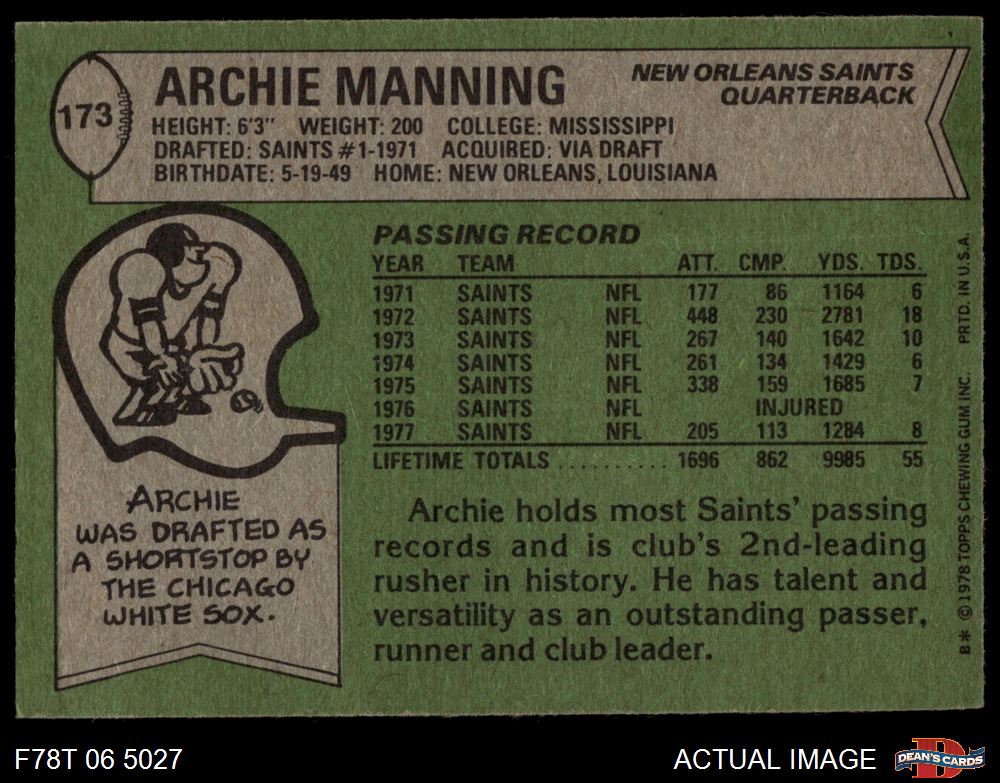 173
ARCHIE MANNING
NEW ORLEANS SAINTS
QUARTERBACK
HEIGHT: 6'3" WEIGHT: 200 COLLEGE: MISSISSIPPI
DRAFTED: SAINTS #1-1971 ACQUIRED: VIA DRAFT
BIRTHDATE: 5-19-49 HOME: NEW ORLEANS, LOUISIANA
PASSING RECORD
YEAR TEAM ATT. CMP. YDS. TDS.
1971 SAINTS NFL 177 86 1164 6
1972 SAINTS NFL 448 230 2781 18
1973 SAINTS NFL 267 140 1642 10
1974 SAINTS NFL 261 134 1429 6
1975 SAINTS NFL 338 159 1685 7
1976 SAINTS NFL INJURED
1977 SAINTS NFL 205 113 1284 8
LIFETIME TOTALS .......... 1696 862 9985 55
ARCHIE
WAS DRAFTED AS
A SHORTSTOP BY
THE CHICAGO
WHITE SOX.
Archie holds most Saints' passing
records and is club's 2nd-leading
rusher in history. He has talent and
versatility as an outstanding passer,
runner and club leader.
B* © 1978 TOPPS CHEWING GUM INC. PRTD. IN U.S.A.
F78T 06 5027
ACTUAL IMAGE
D
DEAN'S CARDS